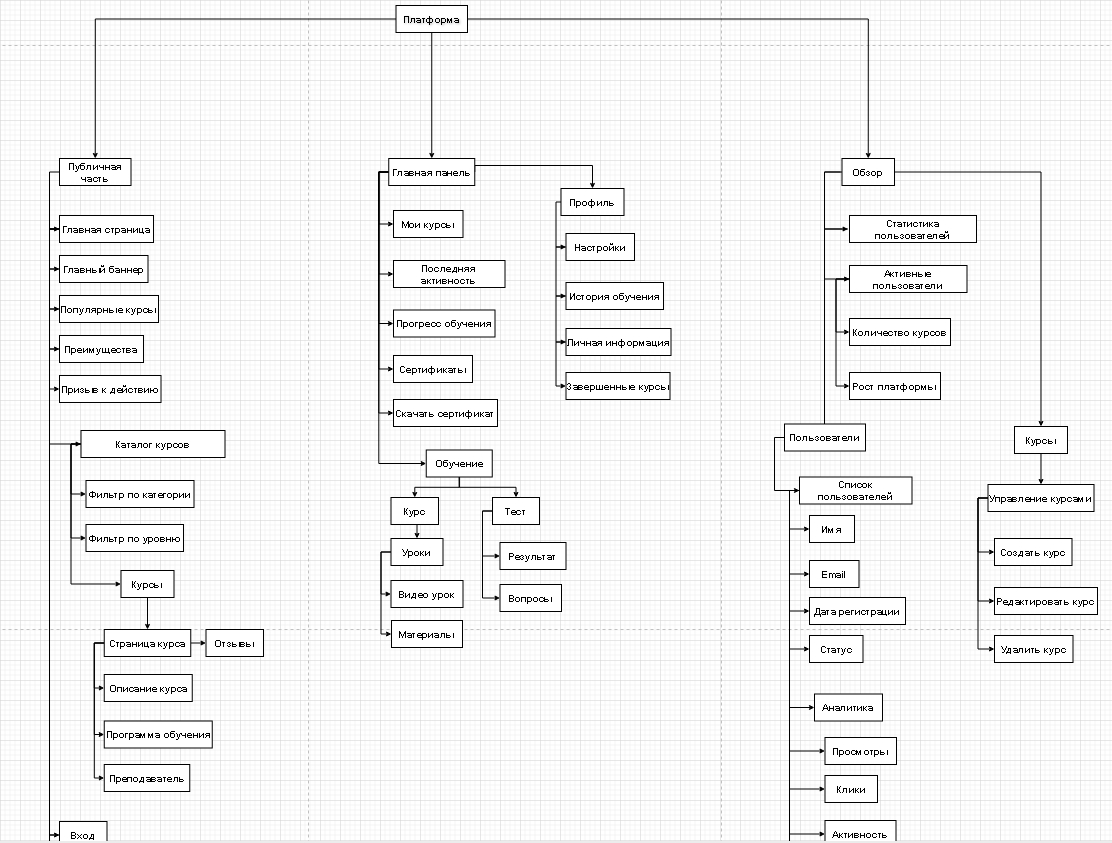 Платформа
Публичная
часть
Главная страница
Главный баннер
Популярные курсы
Преимущества
Призыв к действию
Каталог курсов
Фильтр по категории
Фильтр по уровню
Курсы
Страница курса
Отзывы
Описание курса
Программа обучения
Преподаватель
Вход
Главная панель
Мои курсы
Последняя
активность
Прогресс обучения
Сертификаты
Скачать сертификат
Обучение
Курс
Уроки
Видео урок
Материалы
Тест
Результат
Вопросы
Профиль
Настройки
История обучения
Личная информация
Завершенные курсы
Обзор
Статистика
пользователей
Активные
пользователи
Количество курсов
Рост платформы
Пользователи
Список
пользователей
Имя
Email
Дата регистрации
Статус
Аналитика
Просмотры
Клики
Активность
Курсы
Управление курсами
Создать курс
Редактировать курс
Удалить курс